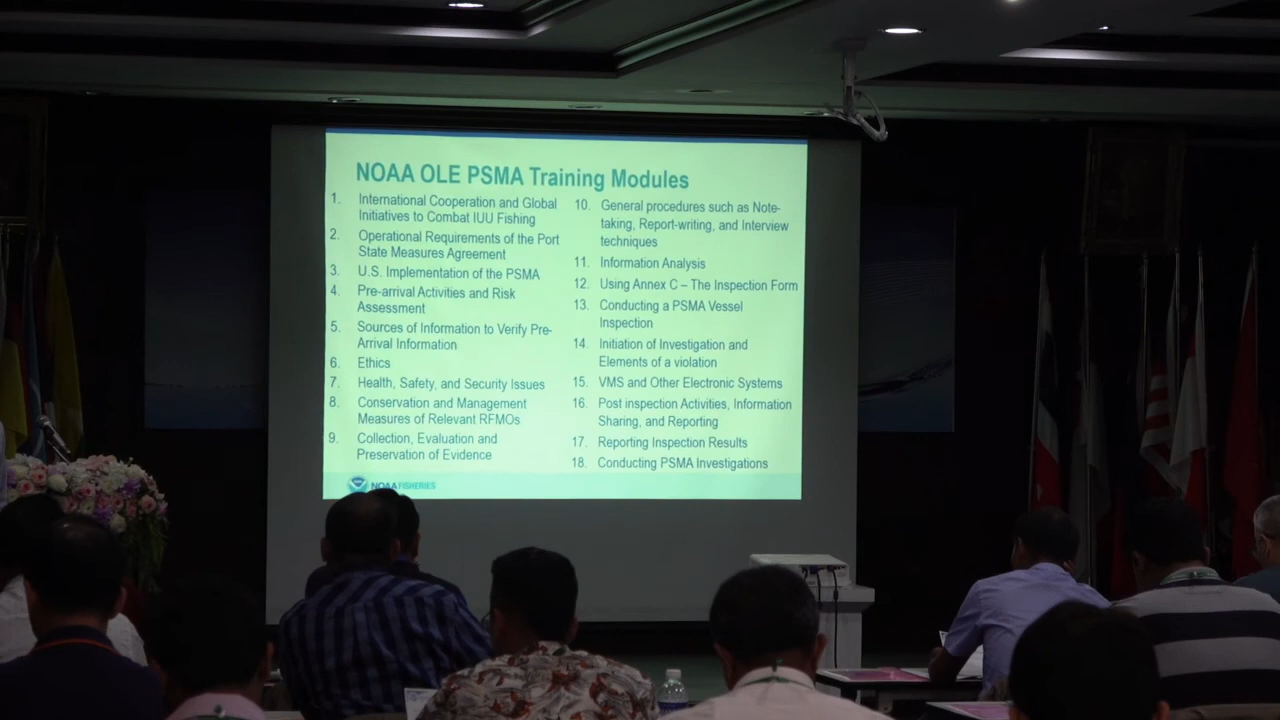 NOAA OLE PSMA Training Modules
1. International Cooperation and Global
Initiatives to Combat IUU Fishing
2. Operational Requirements of the Port
State Measures Agreement
3. U.S. Implementation of the PSMA
4. Pre-arrival Activities and Risk
Assessment
5. Sources of Information to Verify Pre-
Arrival Information
6. Ethics
7. Health, Safety, and Security Issues
8. Conservation and Management
Measures of Relevant RFMOs
9. Collection, Evaluation and
Preservation of Evidence
10. General procedures such as Note-
taking, Report-writing, and Interview
techniques
11. Information Analysis
12. Using Annex C – The Inspection Form
13. Conducting a PSMA Vessel
Inspection
14. Initiation of Investigation and
Elements of a violation
15. VMS and Other Electronic Systems
16. Post inspection Activities, Information
Sharing, and Reporting
17. Reporting Inspection Results
18. Conducting PSMA Investigations
NOAA FISHERIES